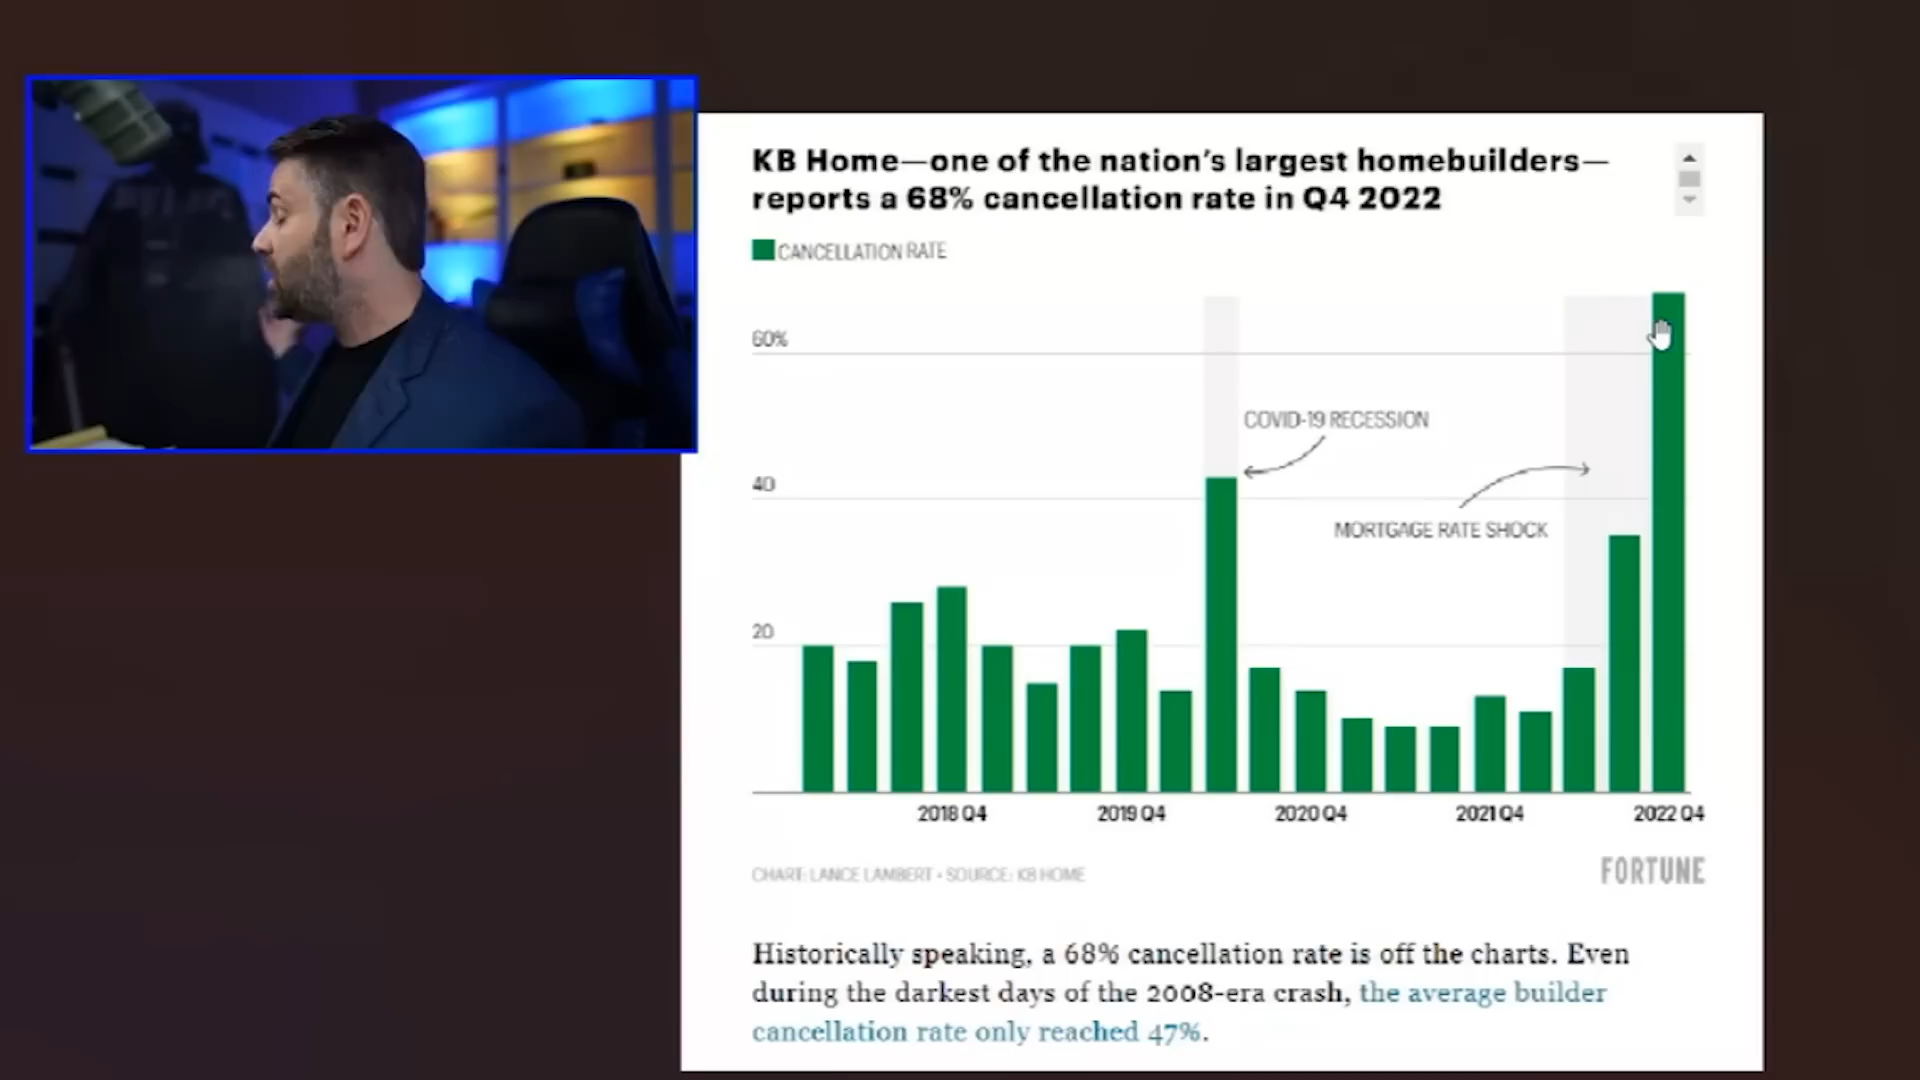 KB Home—one of the nation's largest homebuilders—
reports a 68% cancellation rate in Q4 2022
CANCELLATION RATE
60%
COVID-19 RECESSION
40
MORTGAGE RATE SHOCK
20
2018 Q4 2019 Q4 2020 Q4 2021 Q4 2022 Q4
CHART: LANCE LAMBERT • SOURCE: KB HOME
FORTUNE
Historically speaking, a 68% cancellation rate is off the charts. Even
during the darkest days of the 2008-era crash, the average builder
cancellation rate only reached 47%.